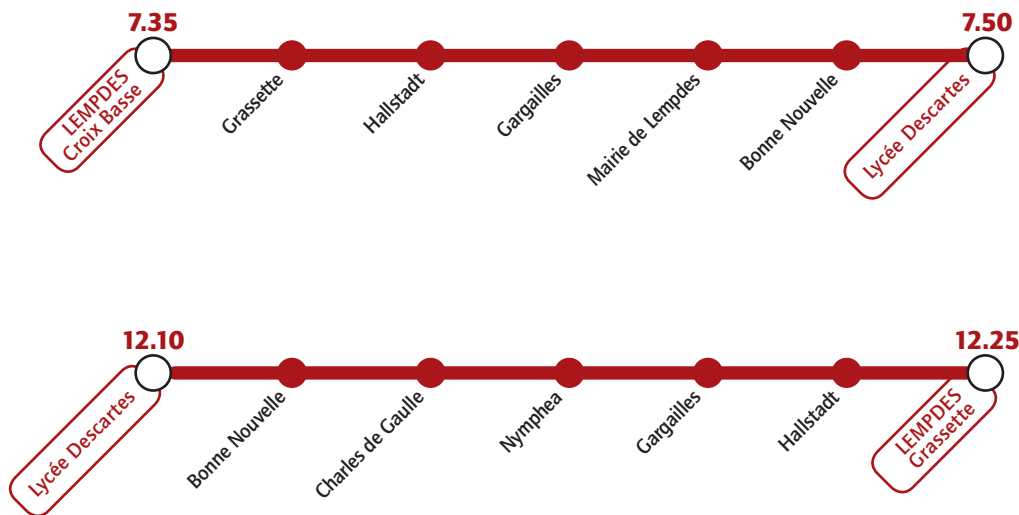 7.35
7.50
LEMPDES
Croix Basse
Grassette
Hallstadt
Gargailles
Mairie de Lempdes
Bonne Nouvelle
Lycée Descartes
12.10
12.25
Lycée Descartes
Bonne Nouvelle
Charles de Gaulle
Nymphea
Gargailles
Hallstadt
LEMPDES
Grassette